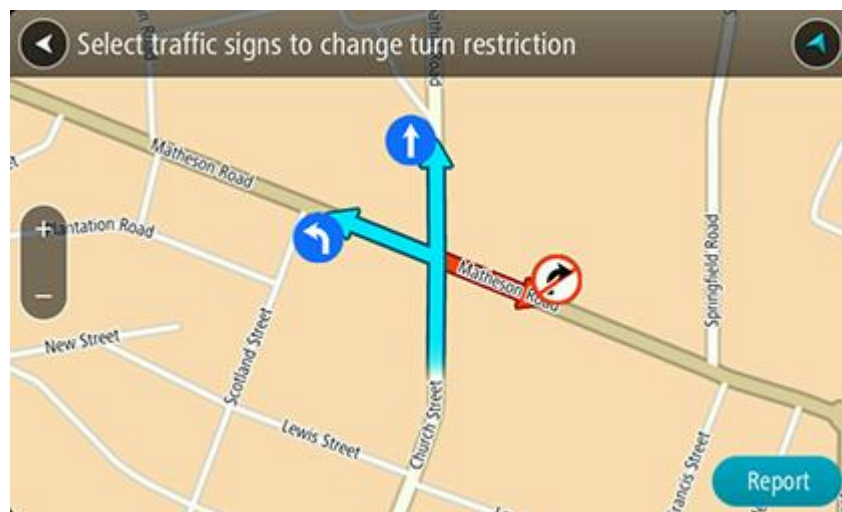 Select traffic signs to change turn restriction
Road
Matheson Road
Plantation Road
Matheson Road
Springfield Road
New Street
Scotland Street
Lewis Street
Church Street
Francis Street
Report